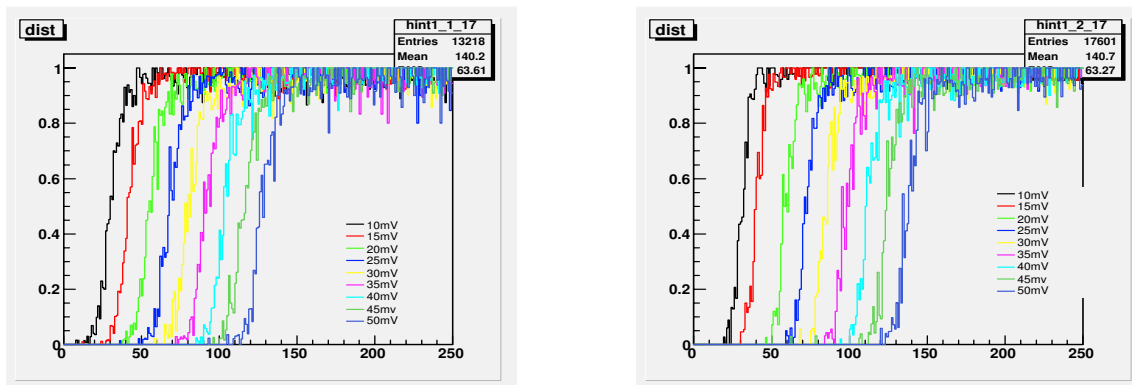 dist
hint1_1_17
Entries 13218
Mean 140.2
63.61
1
0.8
0.6
0.4
0.2
0
10mV
15mV
20mV
25mV
30mV
35mV
40mV
45mv
50mV
0 50 100 150 200 250
dist
hint1_2_17
Entries 17601
Mean 140.7
63.27
1
0.8
0.6
0.4
0.2
0
10mV
15mV
20mV
25mV
30mV
35mV
40mV
45mv
50mV
0 50 100 150 200 250